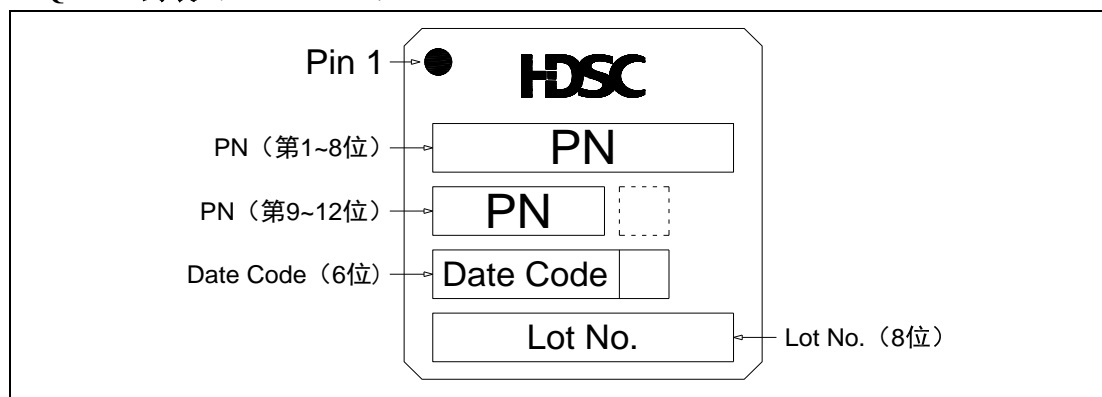 Pin 1
HDSC
PN（第1~8位）
PN
PN（第9~12位）
PN
Date Code（6位）
Date Code
Lot No.
Lot No.（8位）